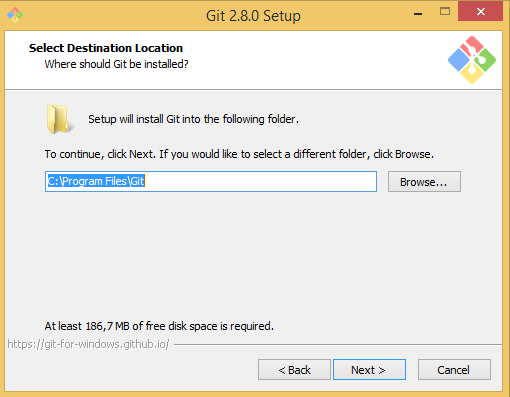 Git 2.8.0 Setup
Select Destination Location
Where should Git be installed?
Setup will install Git into the following folder.
To continue, click Next. If you would like to select a different folder, click Browse.
C:\Program Files\Git
Browse...
At least 186,7 MB of free disk space is required.
https://git-for-windows.github.io/
< Back
Next >
Cancel